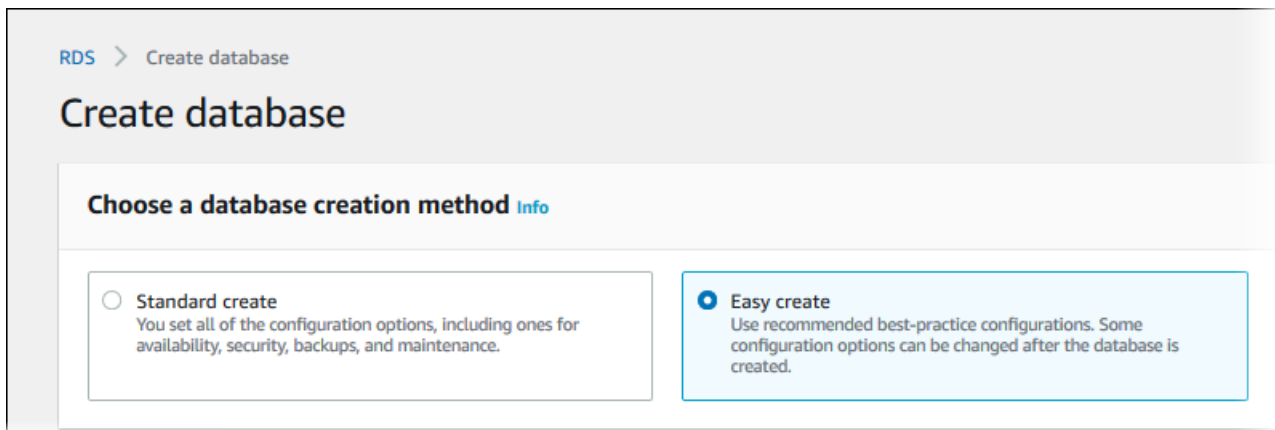 RDS > Create database
Create database
Choose a database creation method Info
Standard create
You set all of the configuration options, including ones for
availability, security, backups, and maintenance.
Easy create
Use recommended best-practice configurations. Some
configuration options can be changed after the database is
created.